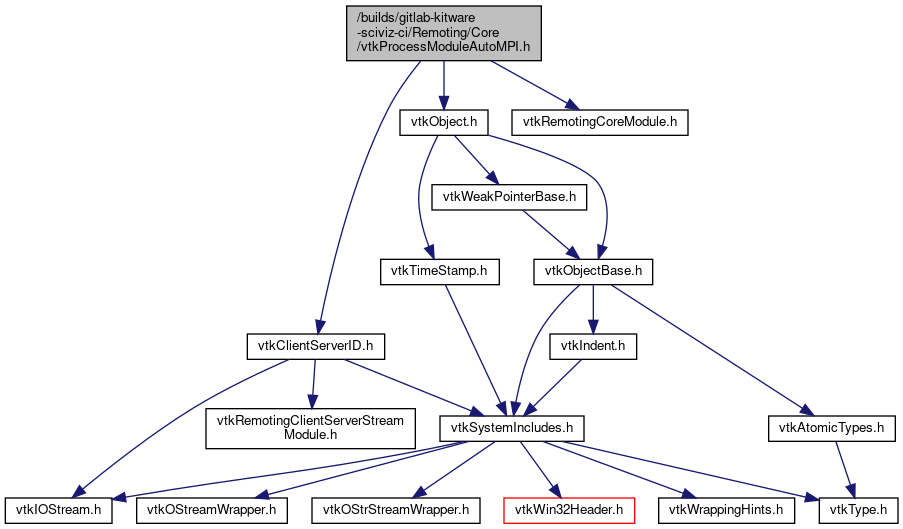 /builds/gitlab-kitware
-sciviz-ci/Remoting/Core
/vtkProcessModuleAutoMPI.h
vtkObject.h
vtkRemotingCoreModule.h
vtkWeakPointerBase.h
vtkTimeStamp.h
vtkObjectBase.h
vtkClientServerID.h
vtkIndent.h
vtkRemotingClientServerStream
Module.h
vtkSystemIncludes.h
vtkAtomicTypes.h
vtkIOStream.h
vtkOStreamWrapper.h
vtkOStrStreamWrapper.h
vtkWin32Header.h
vtkWrappingHints.h
vtkType.h